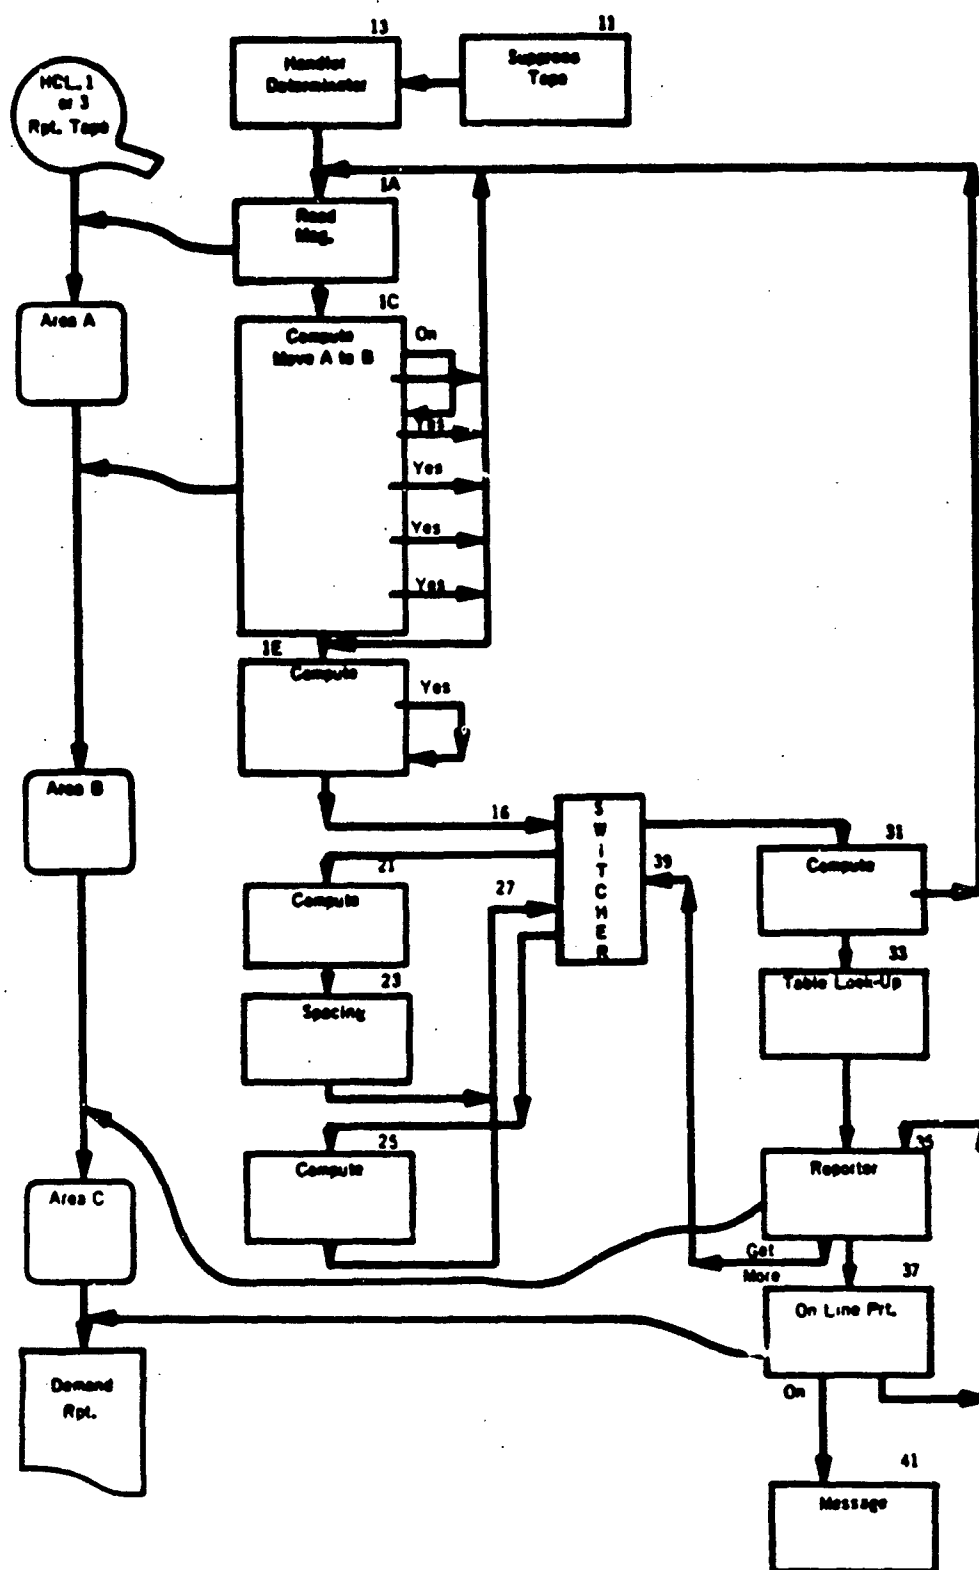 13
11
Handler
Determinator
Suppress
Tape
HCL. 1
or 3
Rpt. Tape
1A
Read
Mag.
1C
Area A
Compute
Move A to B
On
Yes
Yes
Yes
Yes
1E
Compute
Yes
Area B
16
SWITCHER
31
Compute
39
21
Compute
27
33
Table Look-Up
23
Spacing
35
Reporter
25
Compute
Area C
Get
More
37
On Line Prt.
On
Demand
Rpt.
41
Message